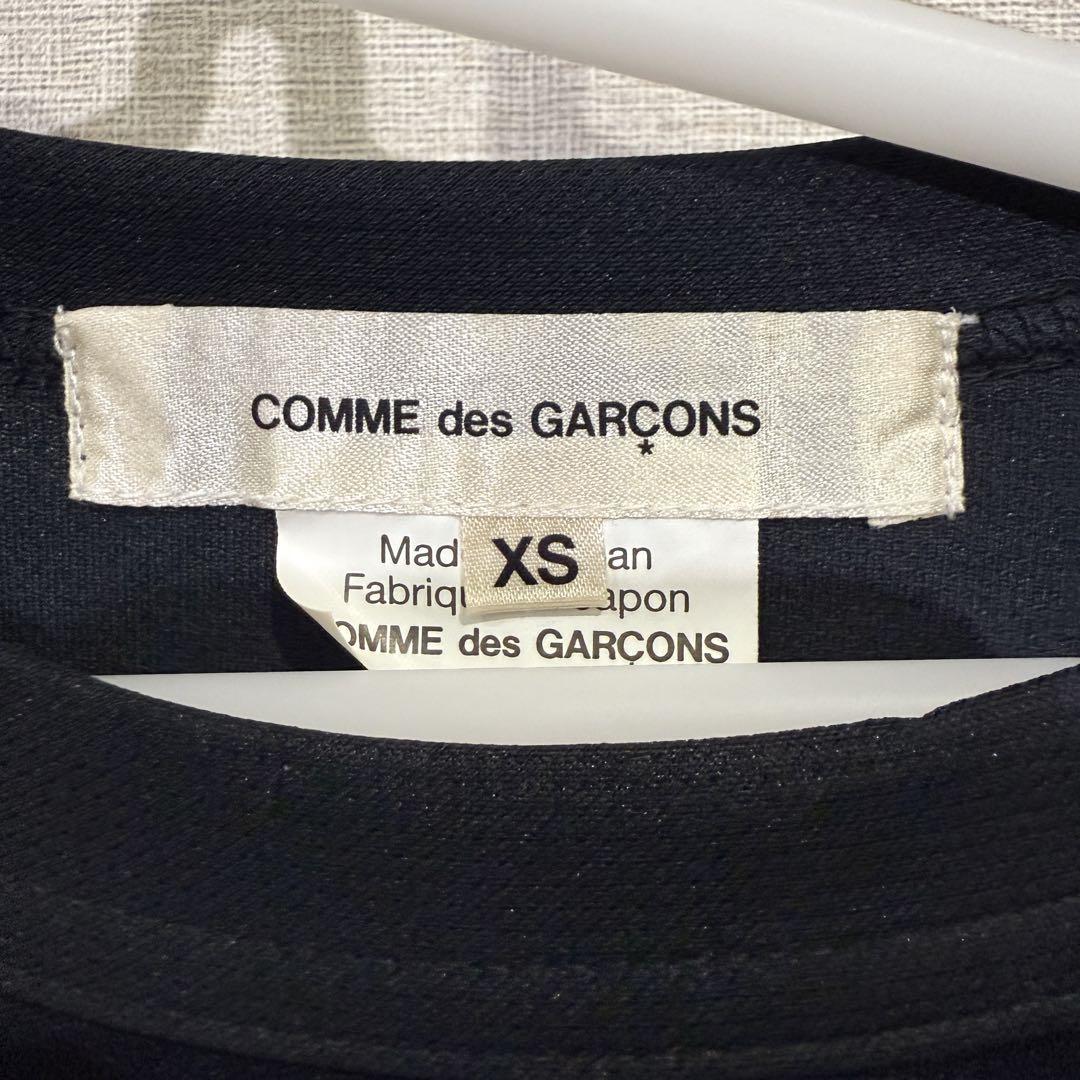 COMME des GARÇONS
*
XS
Mad an
Fabriqu apon
OMME des GARÇONS